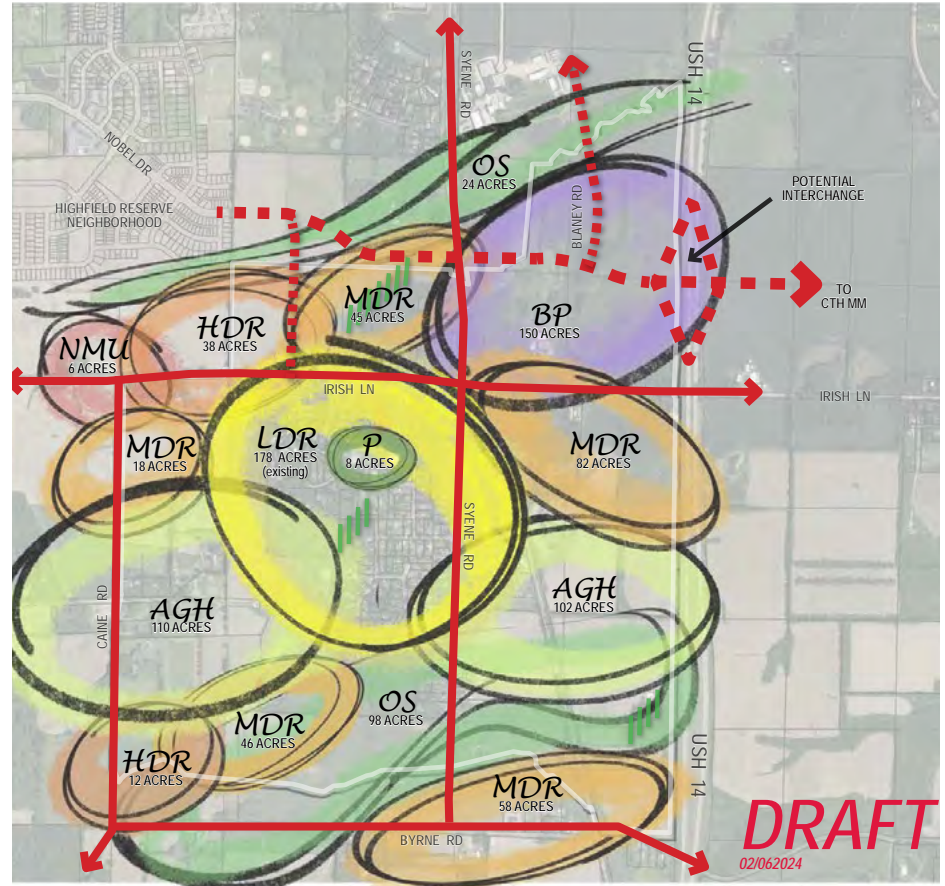 SYENE RD
USH 14
NOBEL DR
OS
24 ACRES
POTENTIAL
INTERCHANGE
HIGHFIELD RESERVE
NEIGHBORHOOD
BLANEY RD
TO
CTH MM
MDR
45 ACRES
BP
150 ACRES
HDR
38 ACRES
NMU
6 ACRES
IRISH LN
IRISH LN
MDR
18 ACRES
LDR
178 ACRES
(existing)
P
8 ACRES
MDR
82 ACRES
SYENE RD
AGH
110 ACRES
CAINE RD
AGH
102 ACRES
OS
98 ACRES
MDR
46 ACRES
HDR
12 ACRES
USH 14
MDR
58 ACRES
BYRNE RD
DRAFT
02/062024